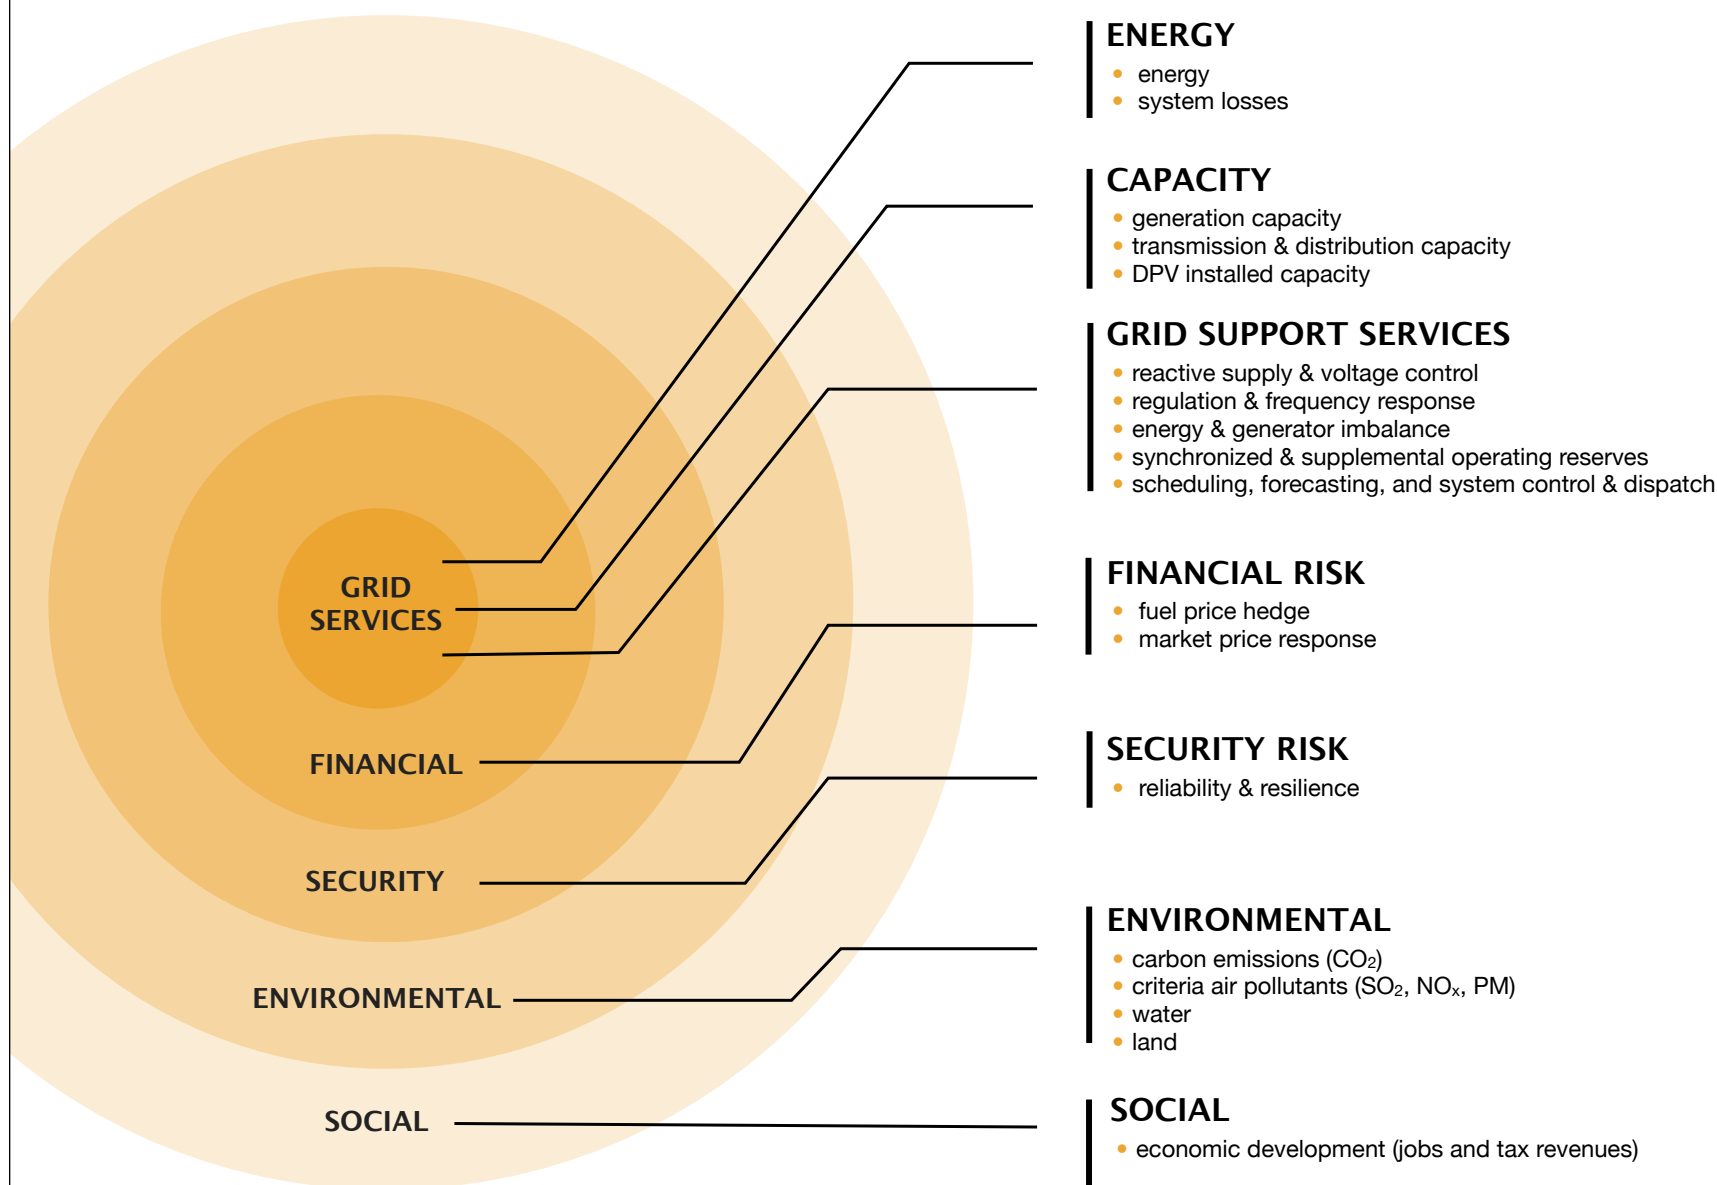 ENERGY
• energy
• system losses
CAPACITY
• generation capacity
• transmission & distribution capacity
• DPV installed capacity
GRID SUPPORT SERVICES
• reactive supply & voltage control
• regulation & frequency response
• energy & generator imbalance
• synchronized & supplemental operating reserves
• scheduling, forecasting, and system control & dispatch
GRID
SERVICES
FINANCIAL RISK
• fuel price hedge
• market price response
FINANCIAL
SECURITY RISK
• reliability & resilience
SECURITY
ENVIRONMENTAL
• carbon emissions (CO₂)
• criteria air pollutants (SO₂, NOₓ, PM)
• water
• land
ENVIRONMENTAL
SOCIAL
• economic development (jobs and tax revenues)
SOCIAL